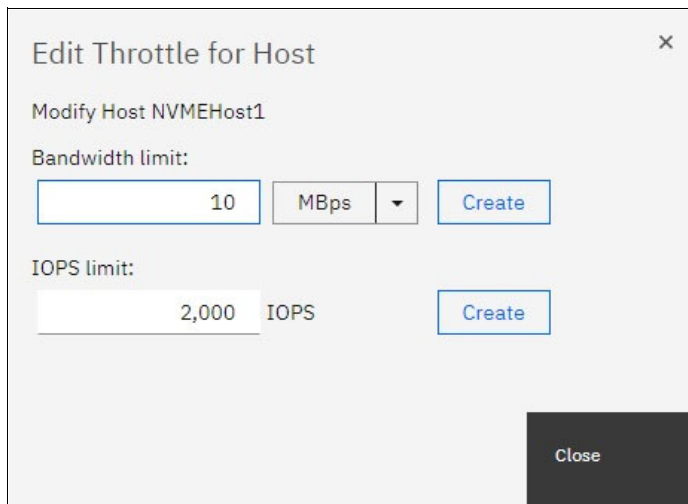 Edit Throttle for Host
Modify Host NVMEHost1
Bandwidth limit:
10 MBps Create
IOPS limit:
2,000 IOPS Create
Close